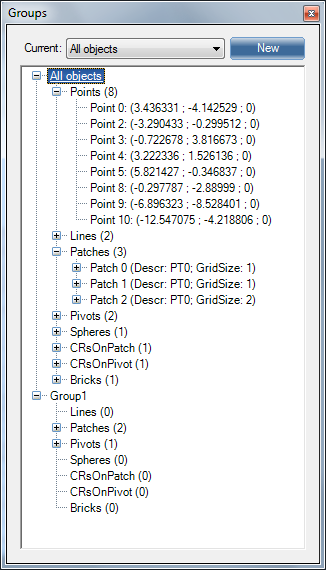 Groups
Current: All objects New
All objects
Points (8)
Point 0: (3.436331 ; -4.142529 ; 0)
Point 2: (-3.290433 ; -0.299512 ; 0)
Point 3: (-0.722678 ; 3.816673 ; 0)
Point 4: (3.222336 ; 1.526136 ; 0)
Point 5: (5.821427 ; -0.346837 ; 0)
Point 8: (-0.297787 ; -2.88999 ; 0)
Point 9: (-6.896323 ; -8.528401 ; 0)
Point 10: (-12.547075 ; -4.218806 ; 0)
Lines (2)
Patches (3)
Patch 0 (Descr: PT0; GridSize: 1)
Patch 1 (Descr: PT0; GridSize: 1)
Patch 2 (Descr: PT0; GridSize: 2)
Pivots (2)
Spheres (1)
CRsOnPatch (1)
CRsOnPivot (1)
Bricks (1)
Group1
Lines (0)
Patches (2)
Pivots (1)
Spheres (0)
CRsOnPatch (0)
CRsOnPivot (0)
Bricks (0)